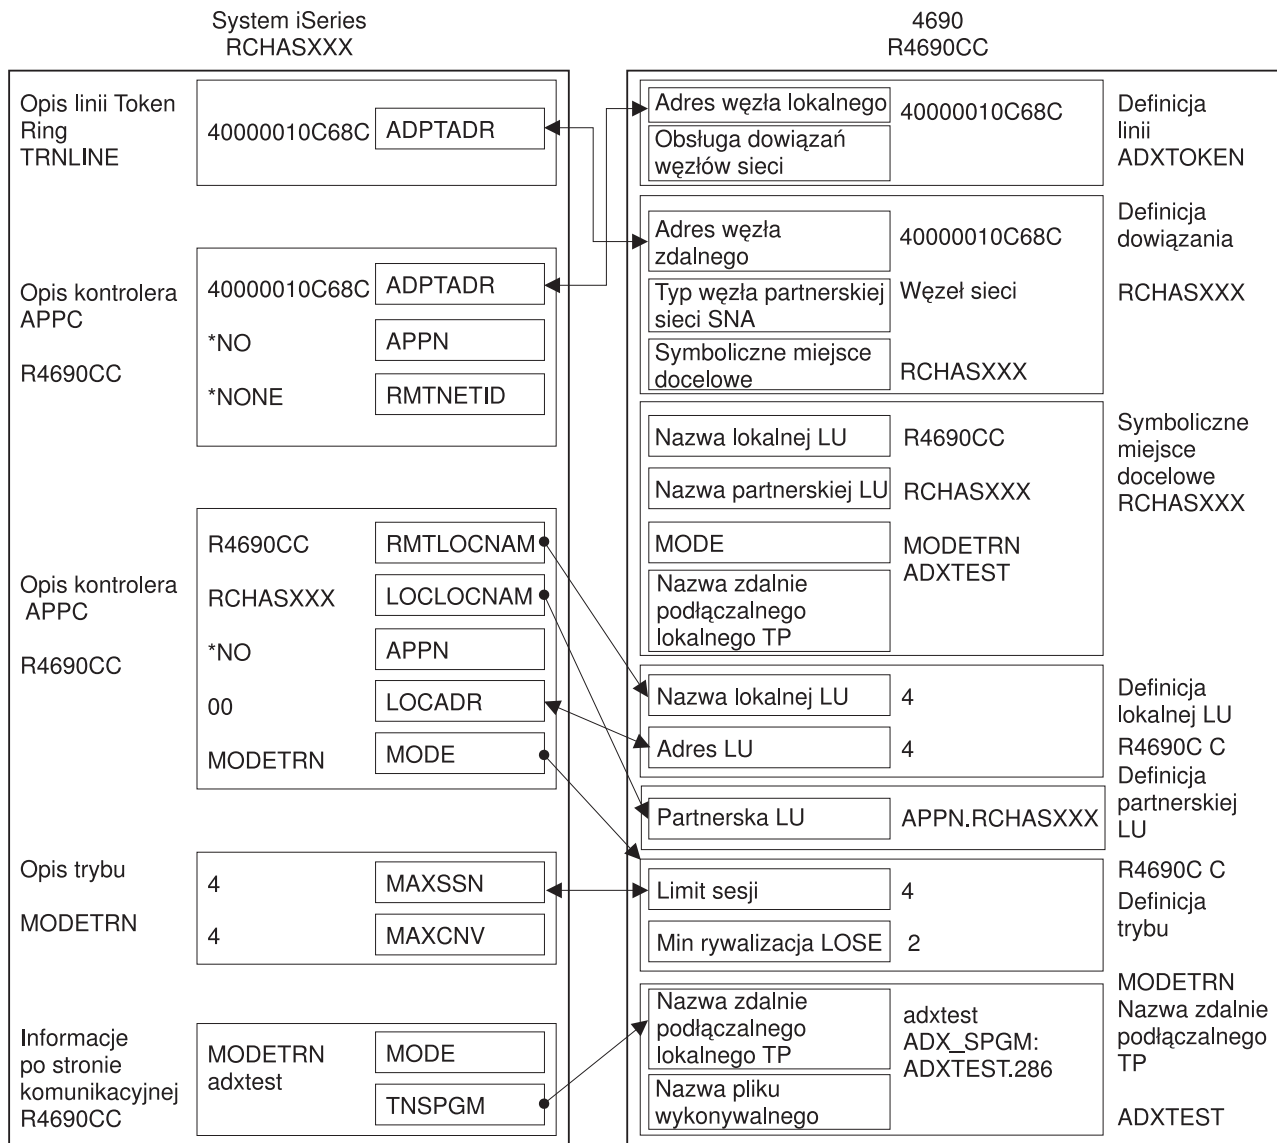 System iSeries
RCHASXXX
Opis linii Token
Ring
TRNLINE
40000010C68C
ADPTADR
Opis kontrolera
APPC
R4690CC
40000010C68C
ADPTADR
*NO
APPN
*NONE
RMTNETID
Opis kontrolera
APPC
R4690CC
R4690CC
RMTLOCNAM
RCHASXXX
LOCLOCNAM
*NO
APPN
00
LOCADR
MODETRN
MODE
Opis trybu
MODETRN
4
MAXSSN
4
MAXCNV
Informacje
po stronie
komunikacyjnej
R4690CC
MODETRN
adxtest
MODE
TNSPGM
4690
R4690CC
Adres węzła lokalnego
40000010C68C
Obsługa dowiązań
węzłów sieci
Definicja
linii
ADXTOKEN
Adres węzła
zdalnego
40000010C68C
Typ węzła partnerskiej
sieci SNA
Węzeł sieci
Symboliczne miejsce
docelowe
RCHASXXX
Definicja
dowiązania
RCHASXXX
Nazwa lokalnej LU
R4690CC
Nazwa partnerskiej LU
RCHASXXX
MODE
MODETRN
ADXTEST
Nazwa zdalnie
podłączalnego
lokalnego TP
Symboliczne
miejsce
docelowe
RCHASXXX
Nazwa lokalnej LU
4
Adres LU
4
Definicja
lokalnej LU
R4690C C
Partnerska LU
APPN.RCHASXXX
Definicja
partnerskiej
LU
R4690C C
Limit sesji
4
Min rywalizacja LOSE
2
Definicja
trybu
MODETRN
Nazwa zdalnie
podłączalnego
lokalnego TP
adxtest
ADX_SPGM:
ADXTEST.286
Nazwa pliku
wykonywalnego
Nazwa zdalnie
podłączalnego
TP
ADXTEST